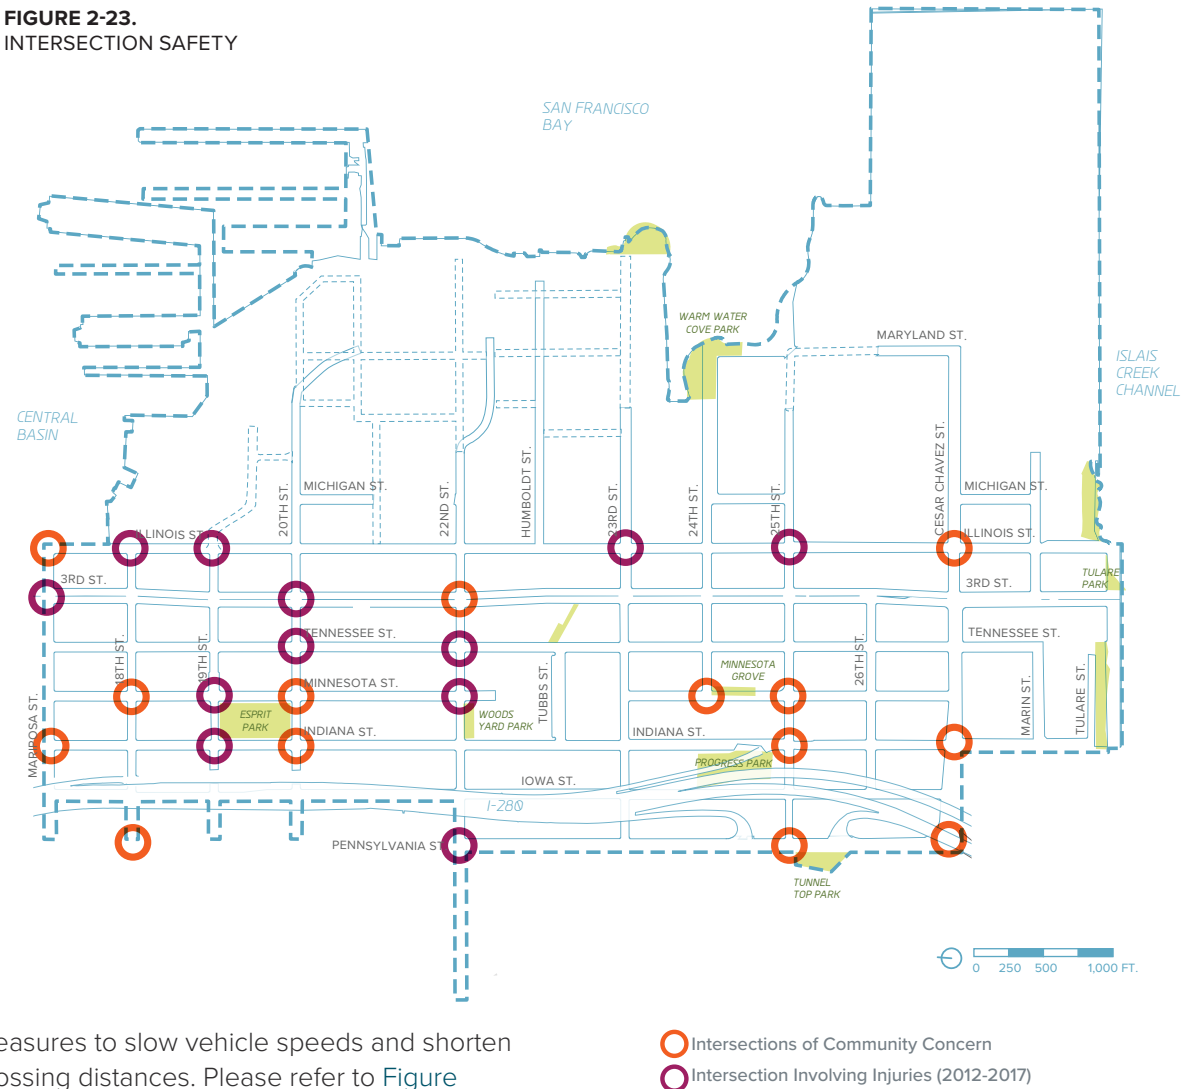 FIGURE 2-23.
INTERSECTION SAFETY
SAN FRANCISCO
BAY
WARM WATER
COVE PARK
MARYLAND ST.
ISLAIS
CREEK
CHANNEL
CENTRAL
BASIN
20TH ST.
MICHIGAN ST.
22ND ST.
HUMBOLDT ST.
23RD ST.
24TH ST.
25TH ST.
CESAR CHAVEZ ST.
MICHIGAN ST.
ILLINOIS ST.
ILLINOIS ST.
3RD ST.
3RD ST.
TULARE
PARK
18TH ST.
19TH ST.
TENNESSEE ST.
TENNESSEE ST.
26TH ST.
MINNESOTA
GROVE
MINNESOTA ST.
MARIPOSA ST.
ESPRIT
PARK
WOODS
YARD PARK
TUBBS ST.
MARIN ST.
TULARE ST.
INDIANA ST.
INDIANA ST.
PROGRESS PARK
IOWA ST.
I-280
PENNSYLVANIA ST
TUNNEL
TOP PARK
0 250 500 1,000 FT.
easures to slow vehicle speeds and shorten
ossing distances. Please refer to Figure
Intersections of Community Concern
Intersection Involving Injuries (2012-2017)